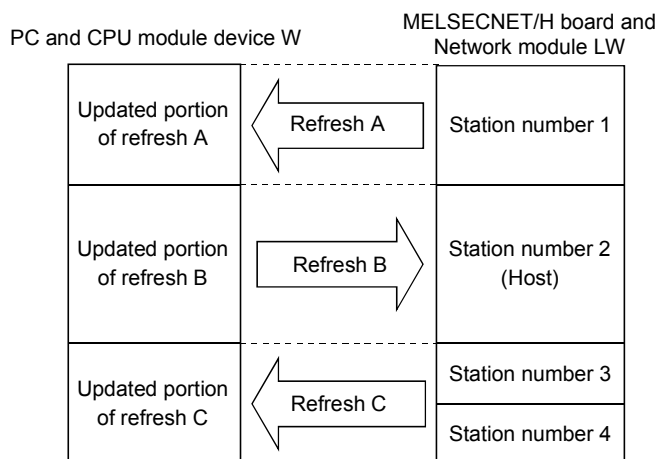 PC and CPU module device W
MELSECNET/H board and
Network module LW
Updated portion
of refresh A
Refresh A
Station number 1
Updated portion
of refresh B
Refresh B
Station number 2
(Host)
Updated portion
of refresh C
Refresh C
Station number 3
Station number 4